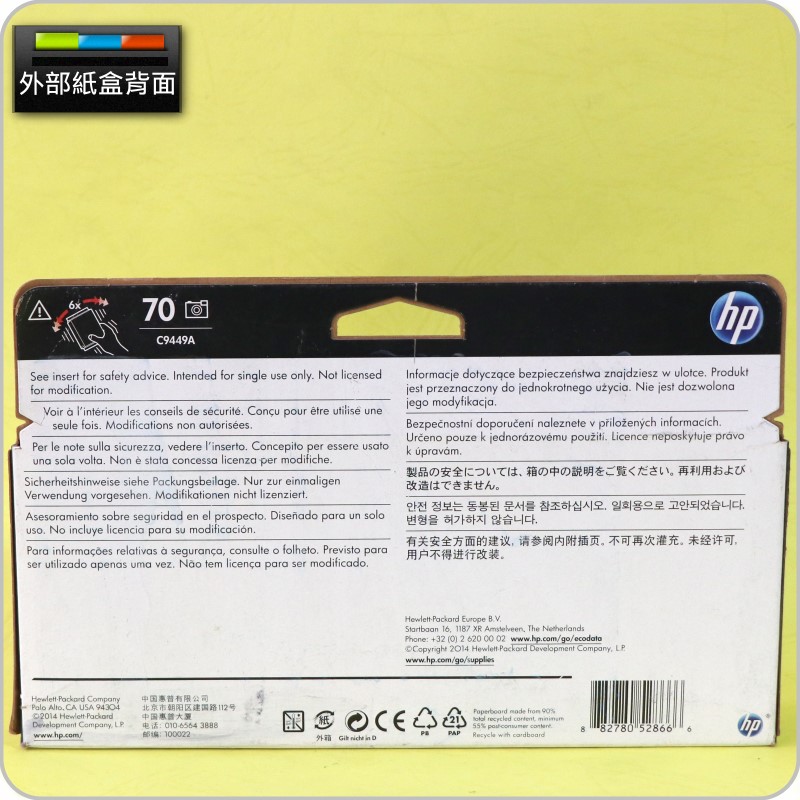 外部紙盒背面
6x
70
C9449A
hp
See insert for safety advice. Intended for single use only. Not licensed
for modification.
Voir à l'intérieur les conseils de sécurité. Conçu pour être utilisé une
seule fois. Modifications non autorisées.
Per le note sulla sicurezza, vedere l'inserto. Concepito per essere usato
una sola volta. Non è stata concessa licenza per modifiche.
Sicherheitshinweise siehe Packungsbeilage. Nur zur einmaligen
Verwendung vorgesehen. Modifikationen nicht lizenziert.
Asesoramiento sobre seguridad en el prospecto. Diseñado para un solo
uso. No incluye licencia para su modificación.
Para informações relativas à segurança, consulte o folheto. Previsto para
ser utilizado apenas uma vez. Não tem licença para ser modificado.
Informacje dotyczące bezpieczeństwa znajdziesz w ulotce. Produkt
jest przeznaczony do jednokrotnego użycia. Nie jest dozwolona
jego modyfikacja.
Bezpečnostní doporučení naleznete v přiložených informacích.
Určeno pouze k jednorázovému použití. Licence neposkytuje právo
k úpravám.
製品の安全については、箱の中の説明をご覧ください。再利用および
改造はできません。
안전 정보는 동봉된 문서를 참조하십시오. 일회용으로 고안되었습니다.
변형을 허가하지 않습니다.
有关安全方面的建议, 请参阅内附插页。不可再次灌充。未经许可,
用户不得进行改装。
Hewlett-Packard Europe B.V.
Startbaan 16, 1187 XR Amstelveen, The Netherlands
Phone: +32 (0) 2 620 00 02 www.hp.com/go/ecodata
©Copyright 2014 Hewlett-Packard Development Company, L.P.
www.hp.com/go/supplies
Hewlett-Packard Company
Palo Alto, CA USA 94304
©2014 Hewlett-Packard
Development Company, L.P.
www.hp.com/
中国惠普有限公司
北京市朝阳区建国路112号
中国惠普大厦
电话: 010-6564 3888
邮编: 100022
紙
外箱
Gilt nicht in D
CE
PB
21
PAP
Paperboard made from 90%
total recycled content, minimum
55% post-consumer content.
Recycle with cardboard
8 82780 52866 6
hp